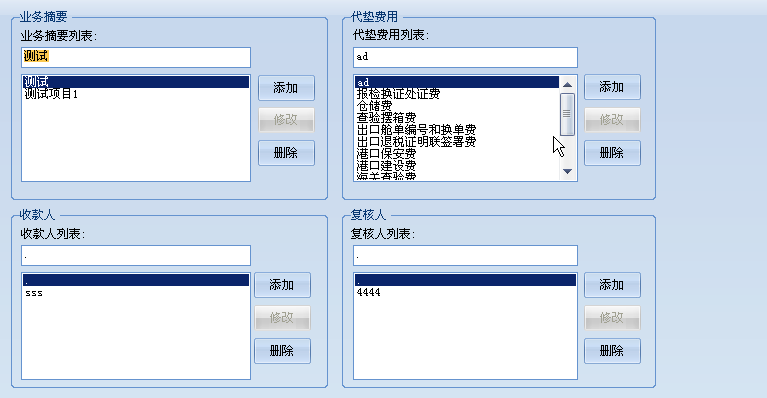 业务摘要
业务摘要列表:
测试
测试
测试项目1
添加
修改
删除
代垫费用
代垫费用列表:
ad
ad
报检换证处证费
仓储费
查验摆箱费
出口舱单编号和换单费
出口退税证明联签署费
港口保安费
港口建设费
海关查验费
添加
修改
删除
收款人
收款人列表:
.
.
sss
添加
修改
删除
复核人
复核人列表:
.
.
4444
添加
修改
删除